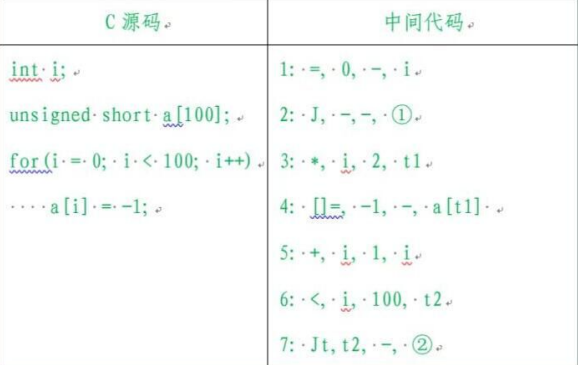 C 源码
中间代码
int i;
unsigned short a[100];
for(i = 0; i < 100; i++)
a[i] = -1;
1: =, 0, -, i
2: J, -, -, ①
3: *, i, 2, t1
4: []=, -1, -, a[t1]
5: +, i, 1, i
6: <, i, 100, t2
7: Jt, t2, -, ②